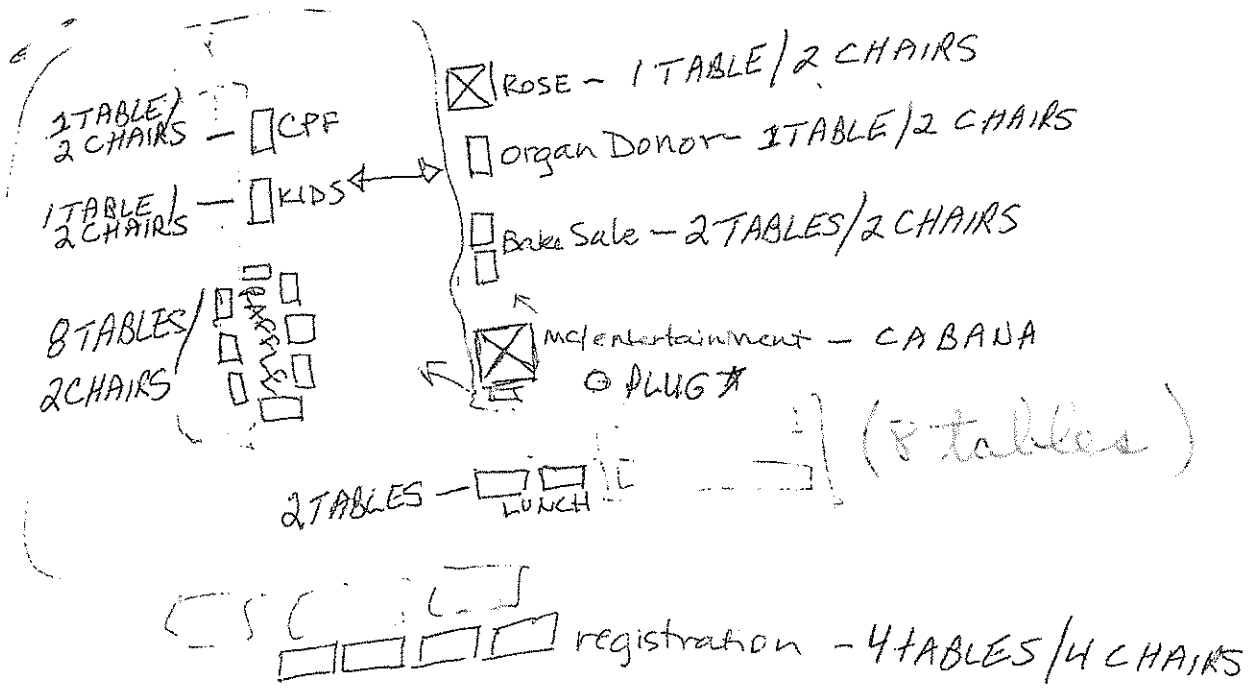 ROSE - 1 TABLE/2 CHAIRS
1 TABLE/
2 CHAIRS - CPF
Organ Donor - 1 TABLE/2 CHAIRS
1 TABLE/
2 CHAIRS - KIDS
Bake Sale - 2 TABLES/2 CHAIRS
8 TABLES/
2 CHAIRS
RAFFLE
mc/entertainment - CABANA
PLUG
(8 tables)
2 TABLES - LUNCH
registration - 4 TABLES/4 CHAIRS